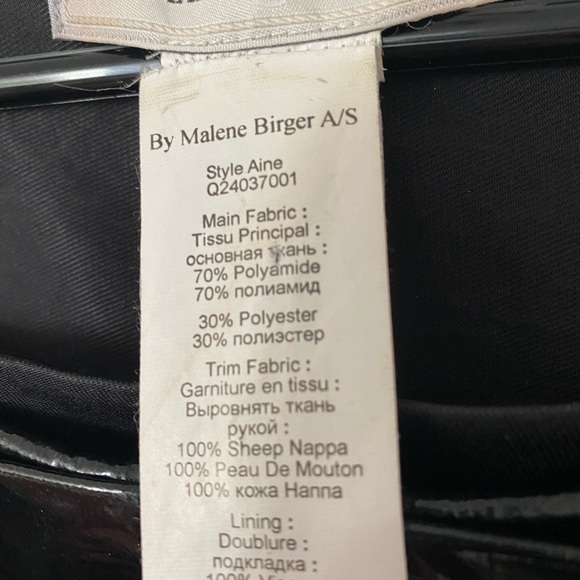 By Malene Birger A/S
Style Aine
Q24037001
Main Fabric :
Tissu Principal :
основная ткань :
70% Polyamide
70% полиамид
30% Polyester
30% полиэстер
Trim Fabric :
Garniture en tissu :
Выровнять ткань
рукой :
100% Sheep Nappa
100% Peau De Mouton
100% кожа Наппа
Lining :
Doublure :
подкладка :
100%